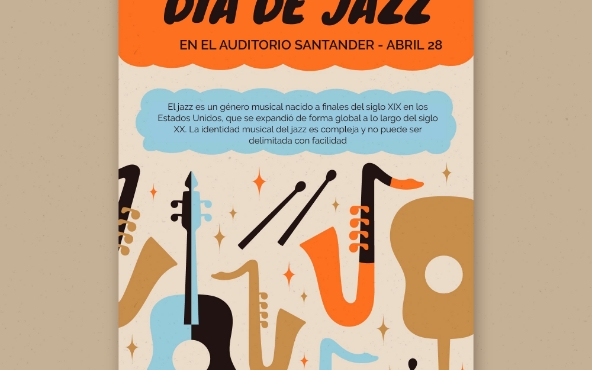 DÍA DE JAZZ
EN EL AUDITORIO SANTANDER - ABRIL 28
El jazz es un género musical nacido a finales del siglo XIX en los
Estados Unidos, que se expandió de forma global a lo largo del siglo
XX. La identidad musical del jazz es compleja y no puede ser
delimitada con facilidad